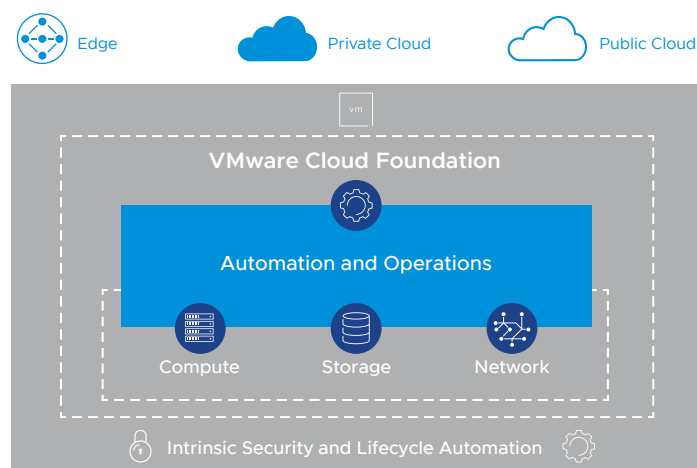 Edge
Private Cloud
Public Cloud
vm
VMware Cloud Foundation
Automation and Operations
Compute
Storage
Network
Intrinsic Security and Lifecycle Automation